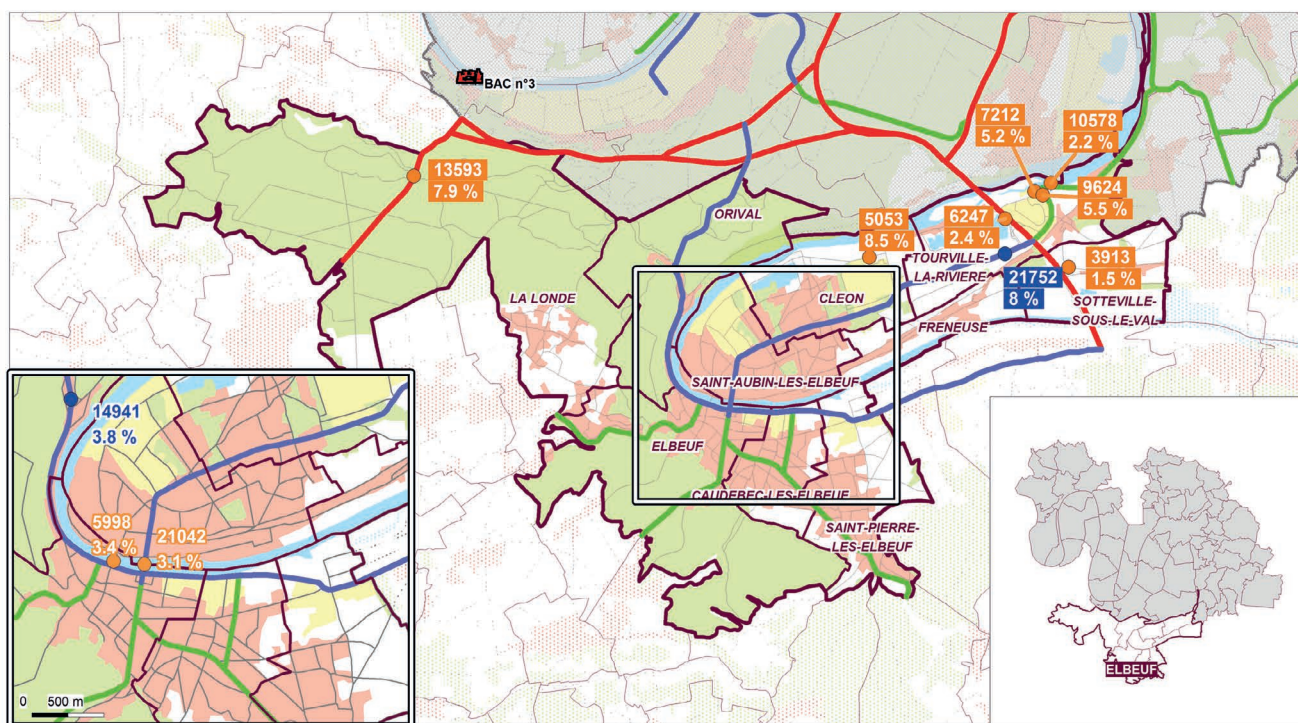 BAC n°3
7212
5.2 %
10578
2.2 %
13593
7.9 %
9624
5.5 %
ORIVAL
5053
8.5 %
6247
2.4 %
TOURVILLE-
LA-RIVIERE
3913
1.5 %
21752
8 %
LA LONDE
CLEON
SOTTEVILLE-
SOUS-LE-VAL
FRENEUSE
SAINT-AUBIN-LES-ELBEUF
ELBEUF
CAUDEBEC-LES-ELBEUF
SAINT-PIERRE-
LES-ELBEUF
14941
3.8 %
5998
3.4 %
21042
3.1 %
0 500 m
ELBEUF